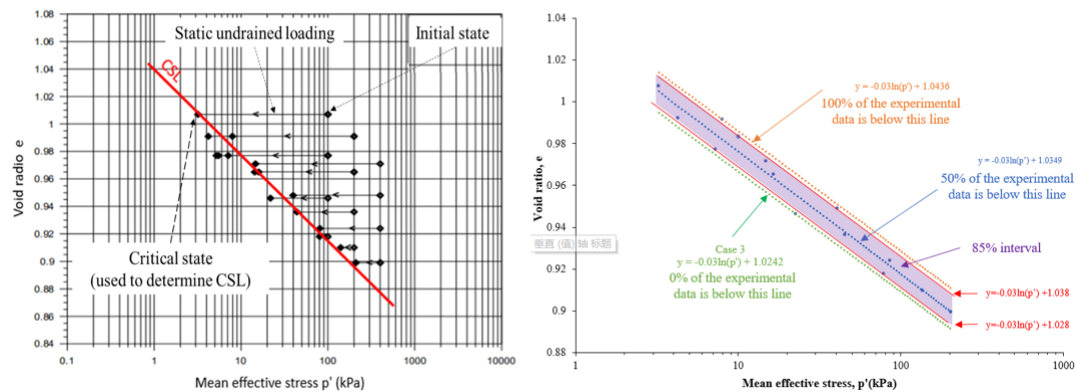 1.08
1.06
1.04
1.02
1.00
0.98
0.96
0.94
0.92
0.9
0.88
0.86
0.84
Void radio e
0.1
1
10
100
1000
10000
Mean effective stress p' (kPa)
CSL
Static undrained loading
Initial state
Critical state
(used to determine CSL)
1.04
1.02
1
0.98
0.96
0.94
0.92
0.9
0.88
Void ratio, e
1
10
100
1000
Mean effective stress, p'(kPa)
垂直 (值) 轴 标题
y = -0.03ln(p') + 1.0436
100% of the experimental
data is below this line
y = -0.03ln(p') + 1.0349
50% of the experimental
data is below this line
85% interval
Case 3
y = -0.03ln(p') + 1.0242
0% of the experimental
data is below this line
y=-0.03ln(p') +1.038
y=-0.03ln(p') +1.028